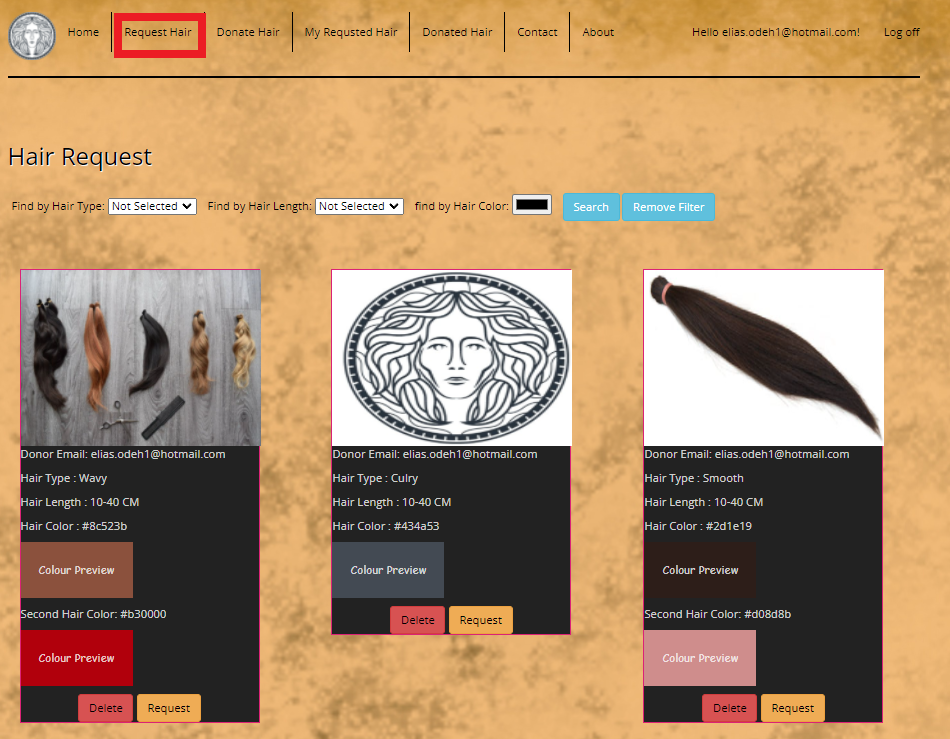 Home Request Hair Donate Hair My Requsted Hair Donated Hair Contact About Hello elias.odeh1@hotmail.com! Log off
Hair Request
Find by Hair Type: Not Selected Find by Hair Length: Not Selected find by Hair Color: Search Remove Filter
Donor Email: elias.odeh1@hotmail.com
Hair Type : Wavy
Hair Length : 10-40 CM
Hair Color : #8c523b
Colour Preview
Second Hair Color: #b30000
Colour Preview
Delete Request
Donor Email: elias.odeh1@hotmail.com
Hair Type : Culry
Hair Length : 10-40 CM
Hair Color : #434a53
Colour Preview
Delete Request
Donor Email: elias.odeh1@hotmail.com
Hair Type : Smooth
Hair Length : 10-40 CM
Hair Color : #2d1e19
Colour Preview
Second Hair Color: #d08d8b
Colour Preview
Delete Request